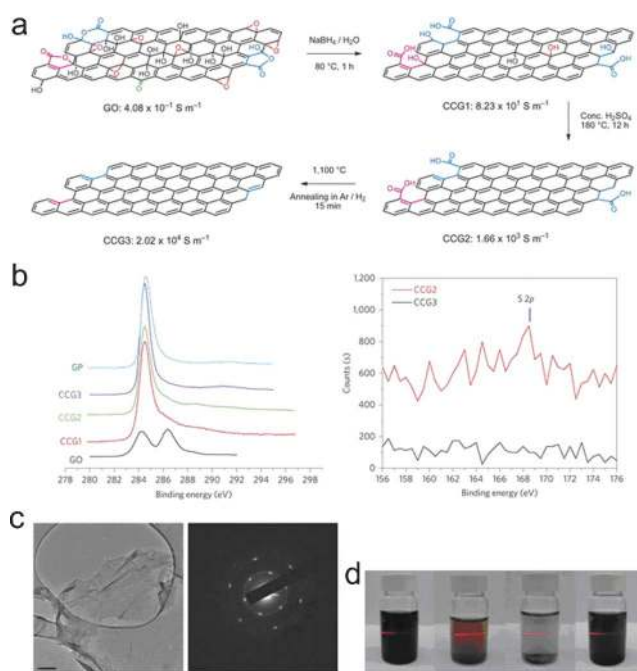 a
NaBH₄ / H₂O
80 °C, 1 h
GO: 4.08 x 10⁻¹ S m⁻¹
CCG1: 8.23 x 10¹ S m⁻¹
Conc. H₂SO₄
180 °C, 12 h
1,100 °C
Annealing in Ar / H₂
15 min
CCG3: 2.02 x 10⁴ S m⁻¹
CCG2: 1.66 x 10³ S m⁻¹
b
GP
CCG3
CCG2
CCG1
GO
278 280 282 284 286 288 290 292 294 296 298
Binding energy (eV)
CCG2
CCG3
S 2p
1,000
800
600
400
200
0
Counts (s)
156 158 160 162 164 166 168 170 172 174 176
Binding energy (eV)
c
d